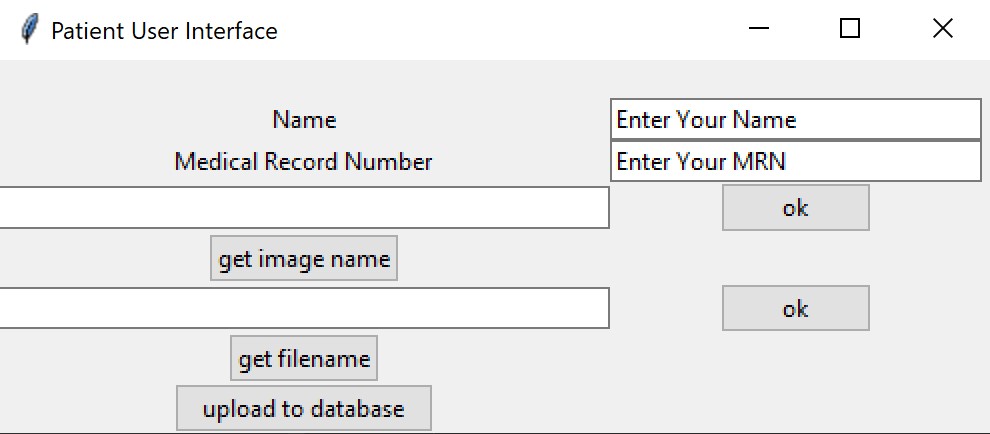 Patient User Interface
Name Enter Your Name
Medical Record Number Enter Your MRN
ok
get image name
ok
get filename
upload to database